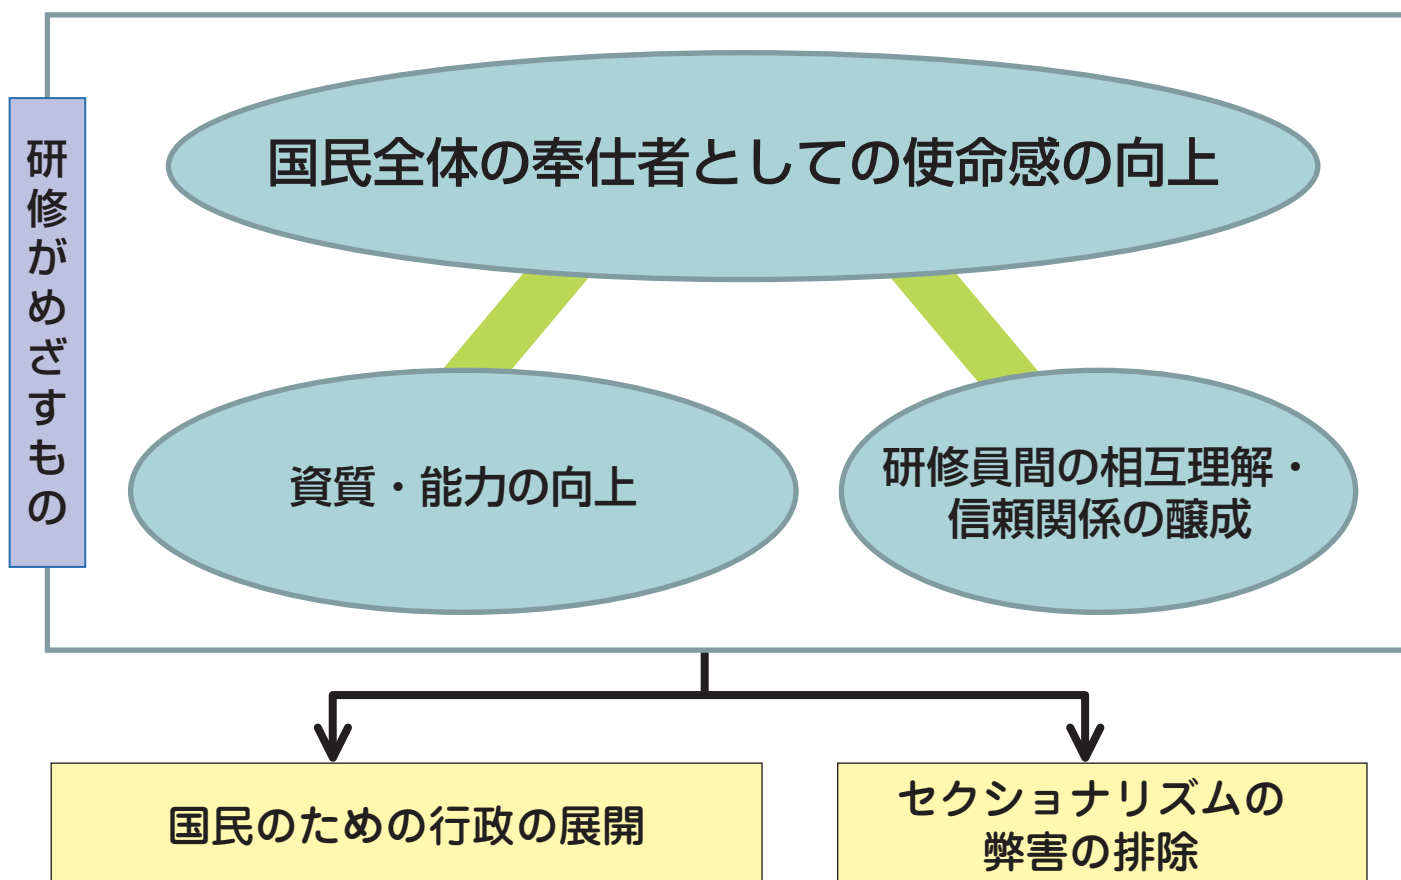 研修がめざすもの
国民全体の奉仕者としての使命感の向上
資質・能力の向上
研修員間の相互理解・
信頼関係の醸成
国民のための行政の展開
セクショナリズムの
弊害の排除